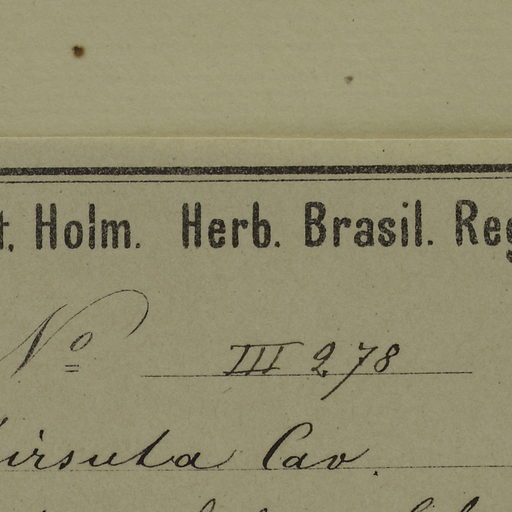 t. Holm. Herb. Brasil. Reg
Nº III 278
hirsuta Cav.